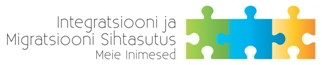 Integratsiooni ja
Migratsiooni Sihtasutus
Meie Inimesed